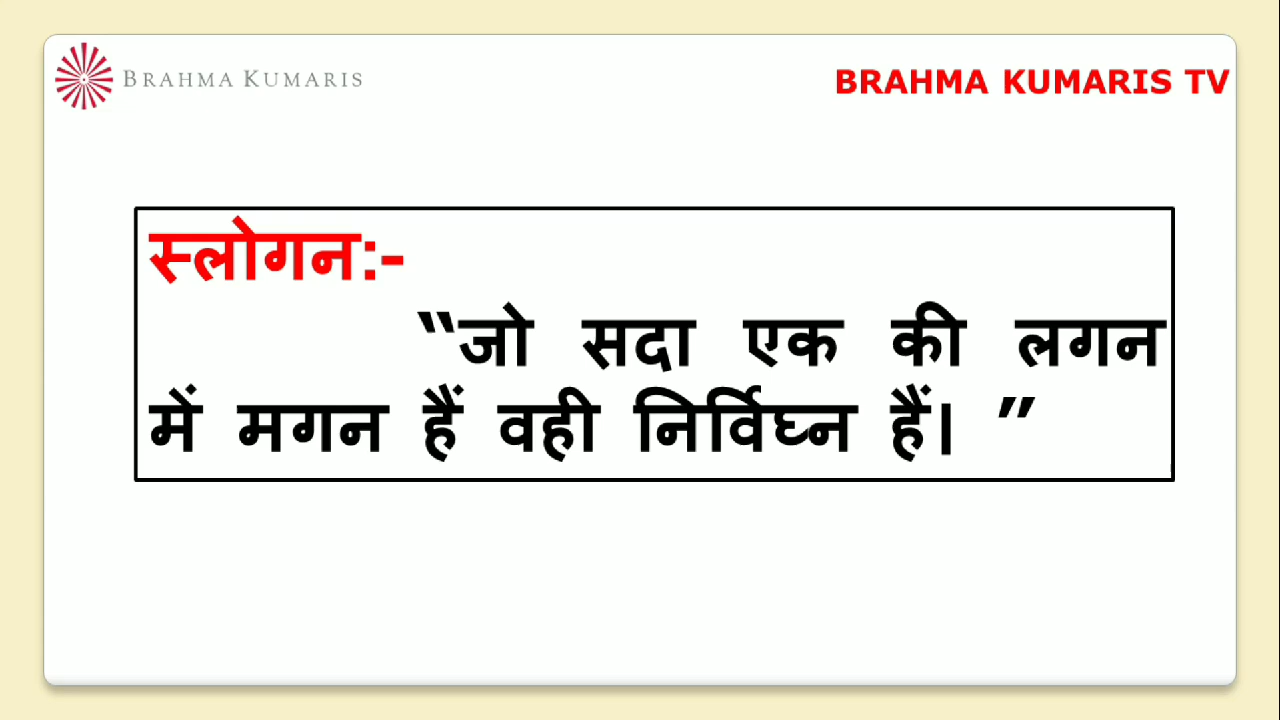 BRAHMA KUMARIS
BRAHMA KUMARIS TV
स्लोगन:-
“जो सदा एक की लगन
में मगन हैं वही निर्विघ्न हैं। ”